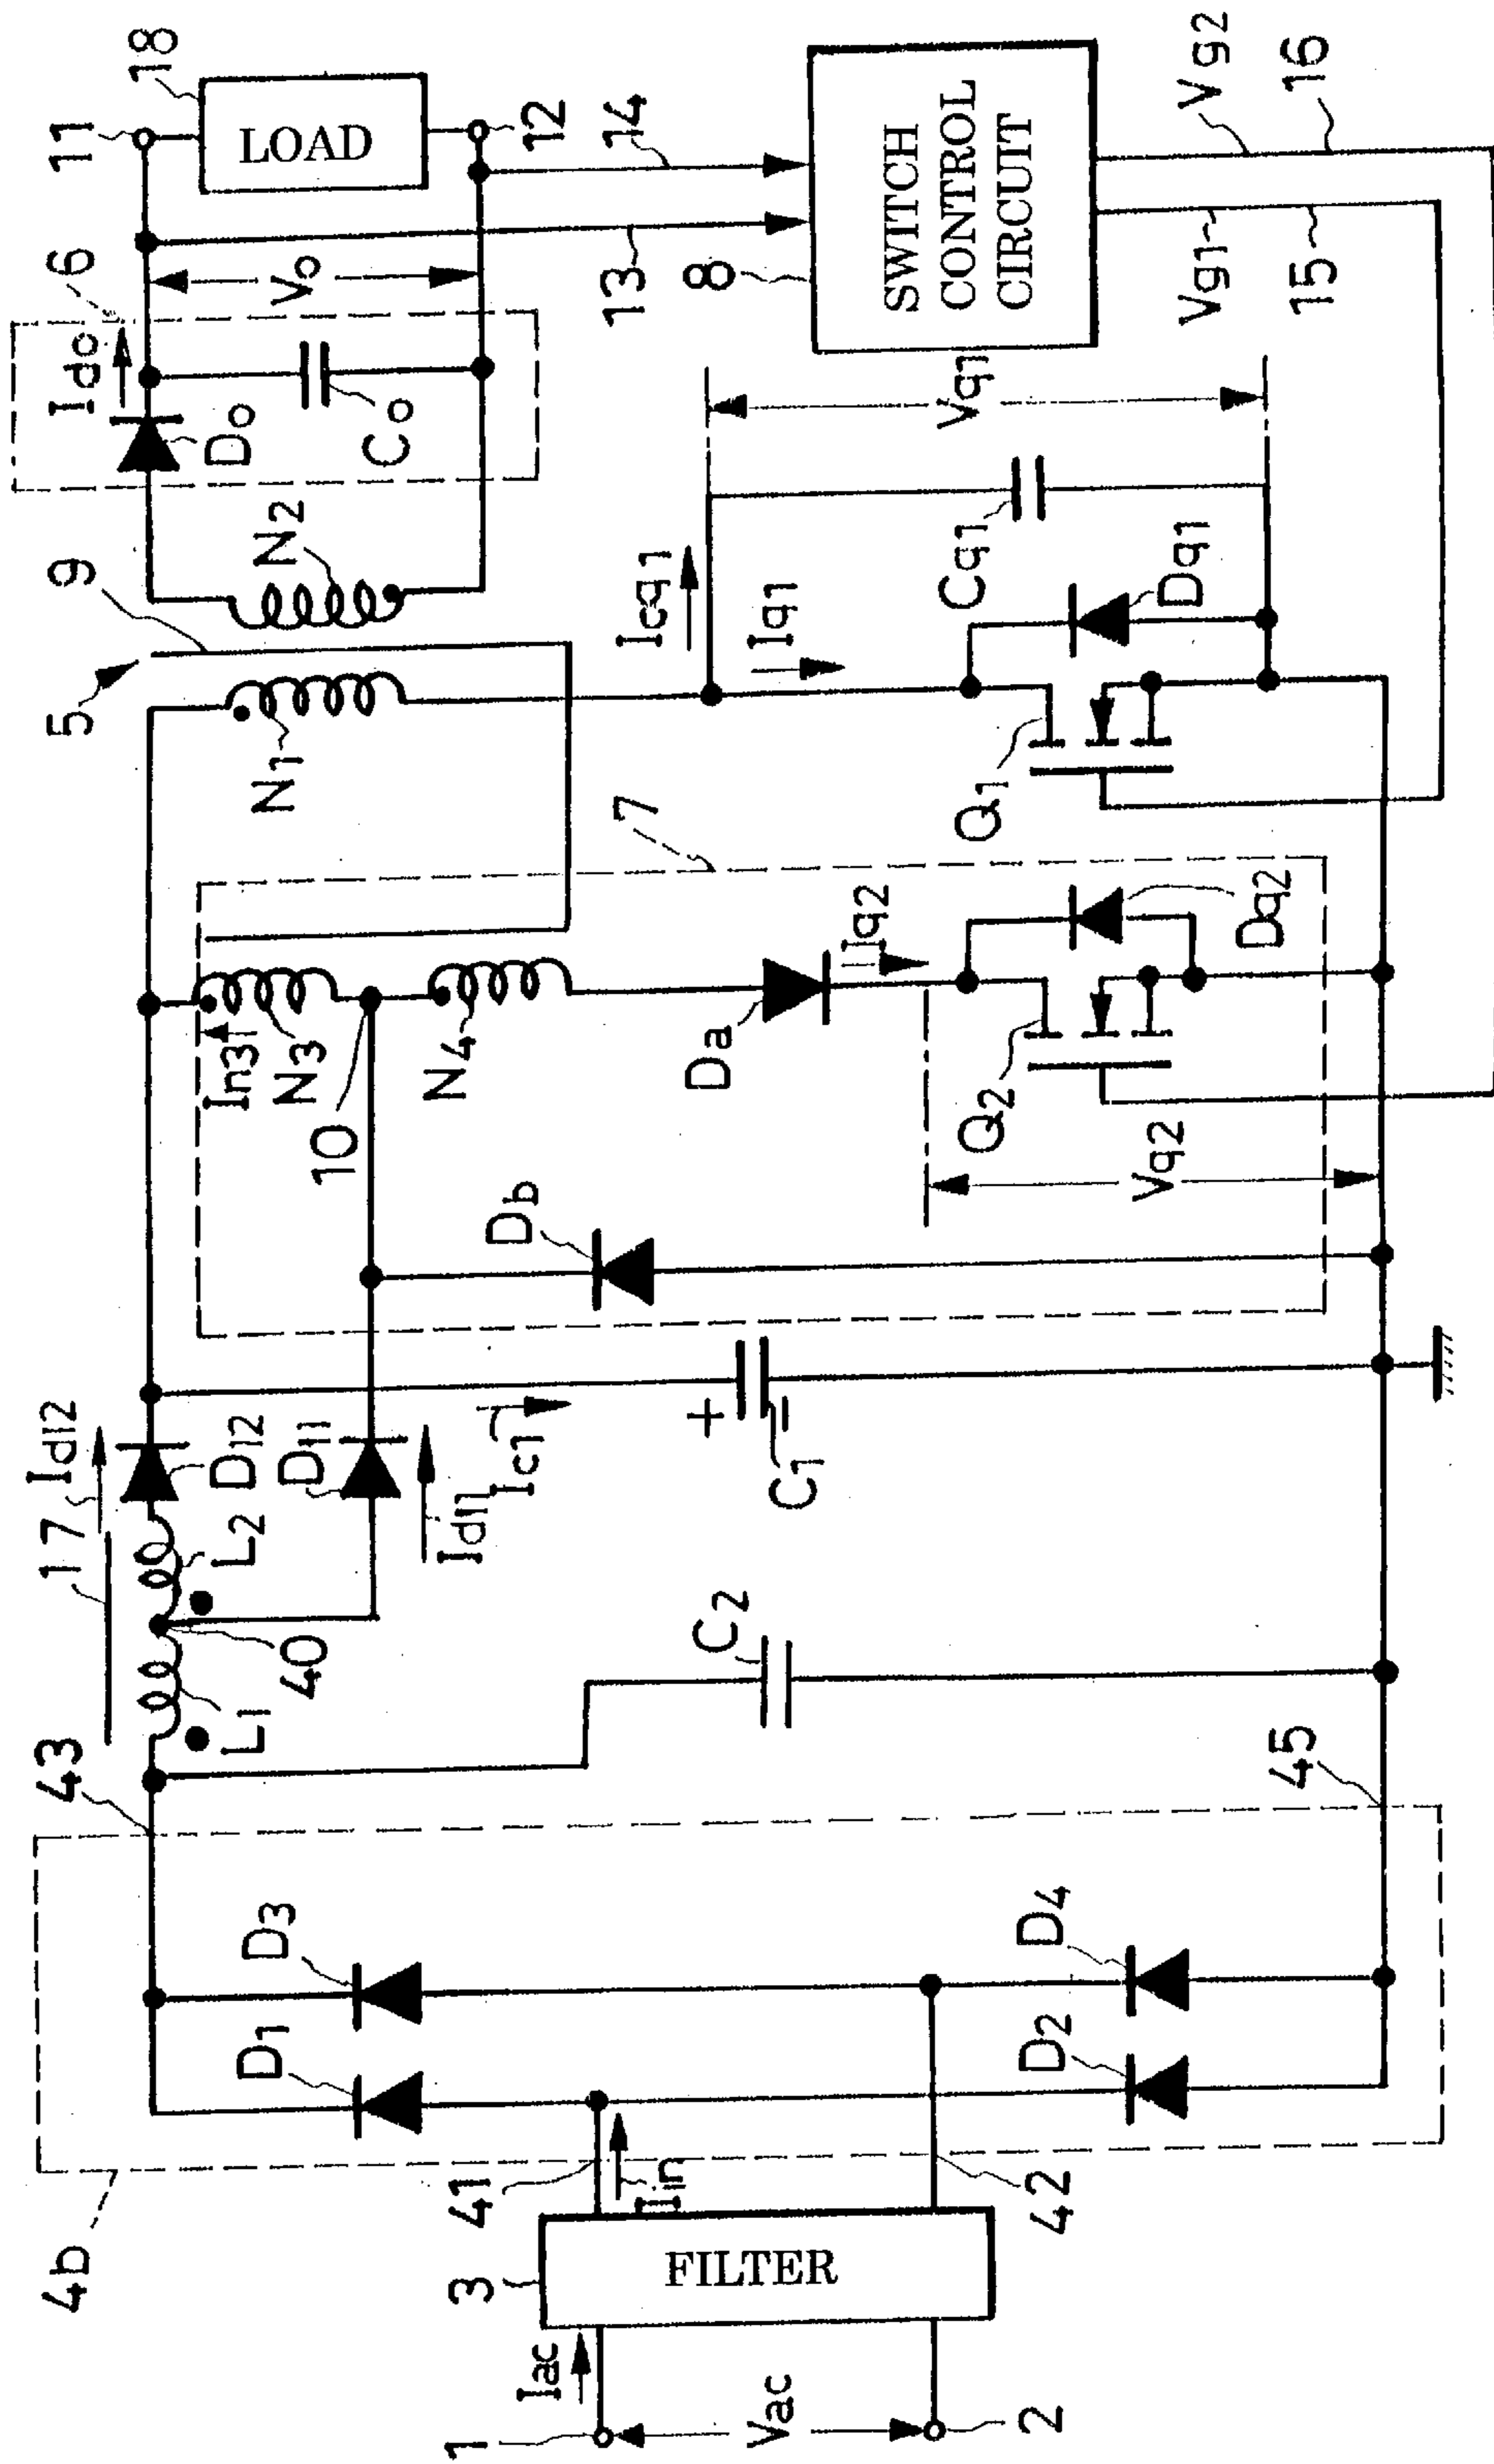 4b
1
2
Iac
Vac
3
FILTER
41
Iin
42
D1
D3
D2
D4
43
45
17
L1
40
L2
C2
Id12
D12
D11
Id11
Ic1
+
C1
−
Db
10
In3
N3
N4
Da
Iq2
Q2
Dq2
Vq2
7
5
9
N1
N2
Q1
Iq1
Icq1
Cq1
Dq1
Vq1
Ido
6
Do
Co
Vo
11
18
LOAD
12
13
14
8
SWITCH
CONTROL
CIRCUIT
Vg1
15
Vg2
16